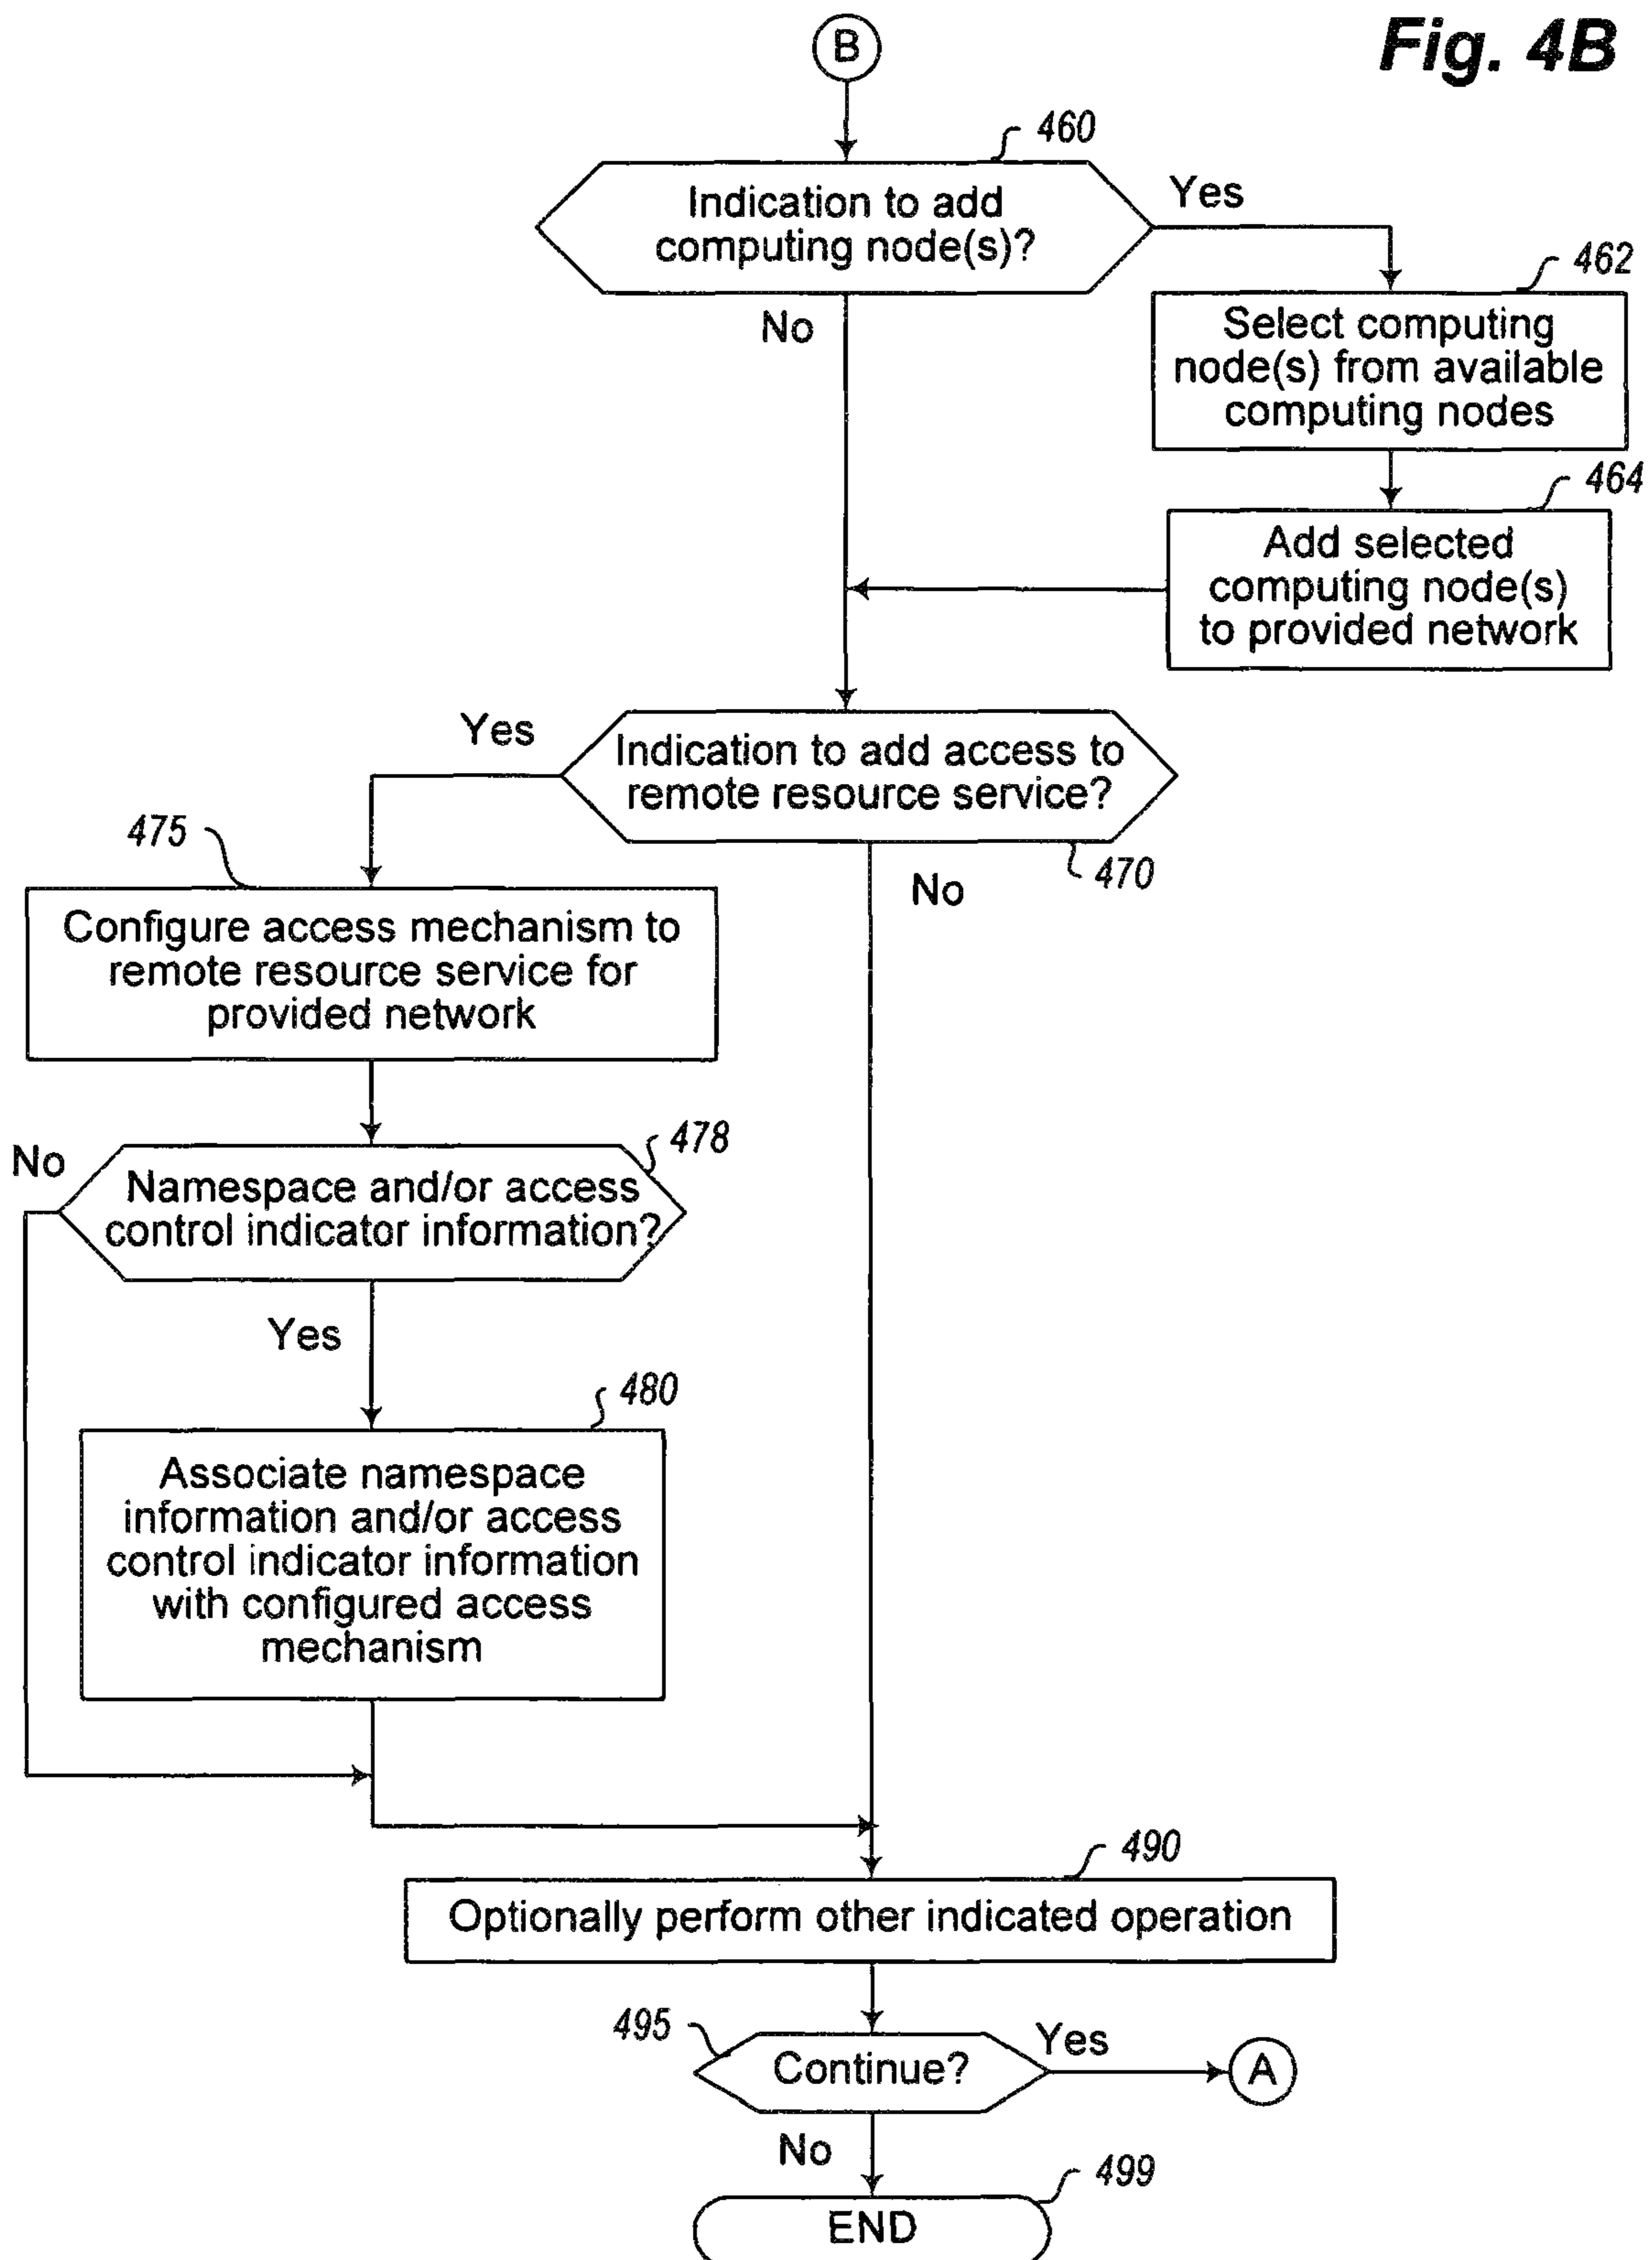 Fig. 4B
B
460
Indication to add
computing node(s)?
Yes
No
462
Select computing
node(s) from available
computing nodes
464
Add selected
computing node(s)
to provided network
Yes
Indication to add access to
remote resource service?
470
No
475
Configure access mechanism to
remote resource service for
provided network
478
No
Namespace and/or access
control indicator information?
Yes
480
Associate namespace
information and/or access
control indicator information
with configured access
mechanism
490
Optionally perform other indicated operation
495
Continue?
Yes
A
No
499
END